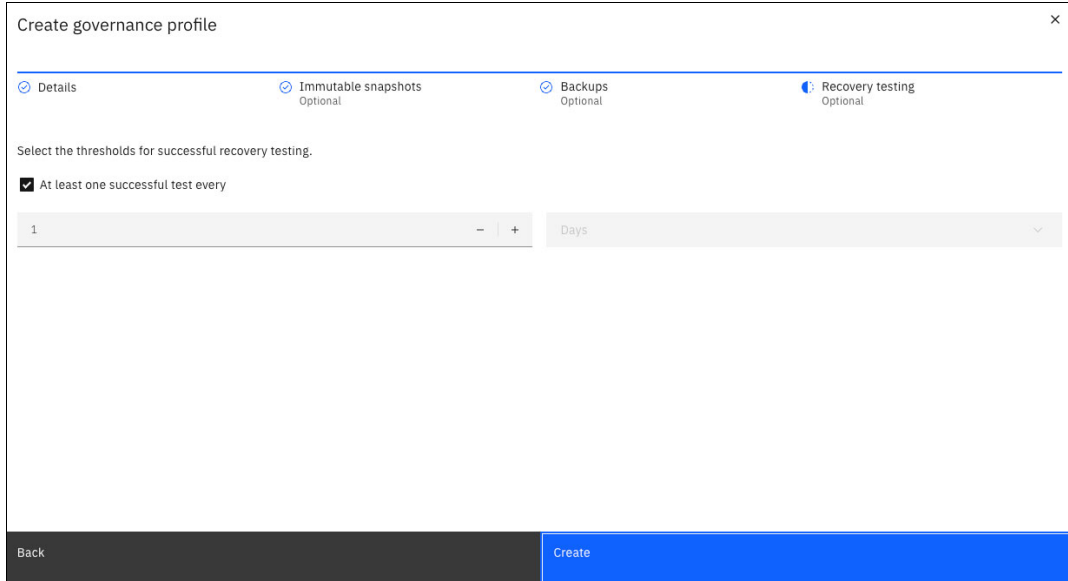 Create governance profile
Details
Immutable snapshots
Optional
Backups
Optional
Recovery testing
Optional
Select the thresholds for successful recovery testing.
At least one successful test every
1
Days
Back
Create